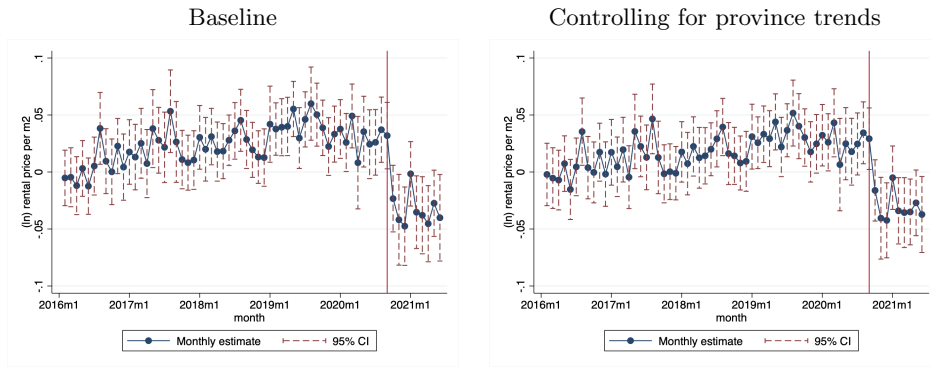 Baseline
(ln) rental price per m2
.1
.05
0
-.05
-.1
2016m1 2017m1 2018m1 2019m1 2020m1 2021m1
month
Monthly estimate 95% CI
Controlling for province trends
(ln) rental price per m2
.1
.05
0
-.05
-.1
2016m1 2017m1 2018m1 2019m1 2020m1 2021m1
month
Monthly estimate 95% CI